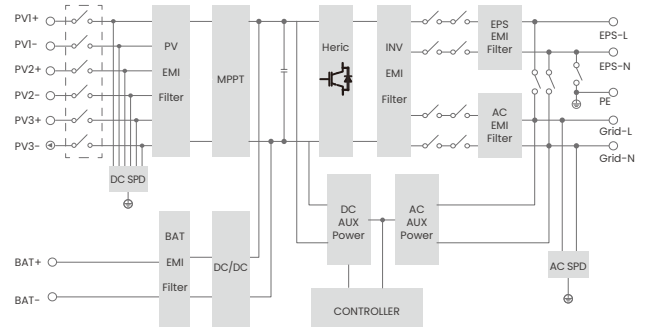 PV1+
PV1-
PV2+
PV2-
PV3+
PV3-
DC SPD
PV
EMI
Filter
MPPT
Heric
INV
EMI
Filter
EPS
EMI
Filter
AC
EMI
Filter
EPS-L
EPS-N
PE
Grid-L
Grid-N
BAT+
BAT-
BAT
EMI
Filter
DC/DC
DC
AUX
Power
AC
AUX
Power
CONTROLLER
AC SPD